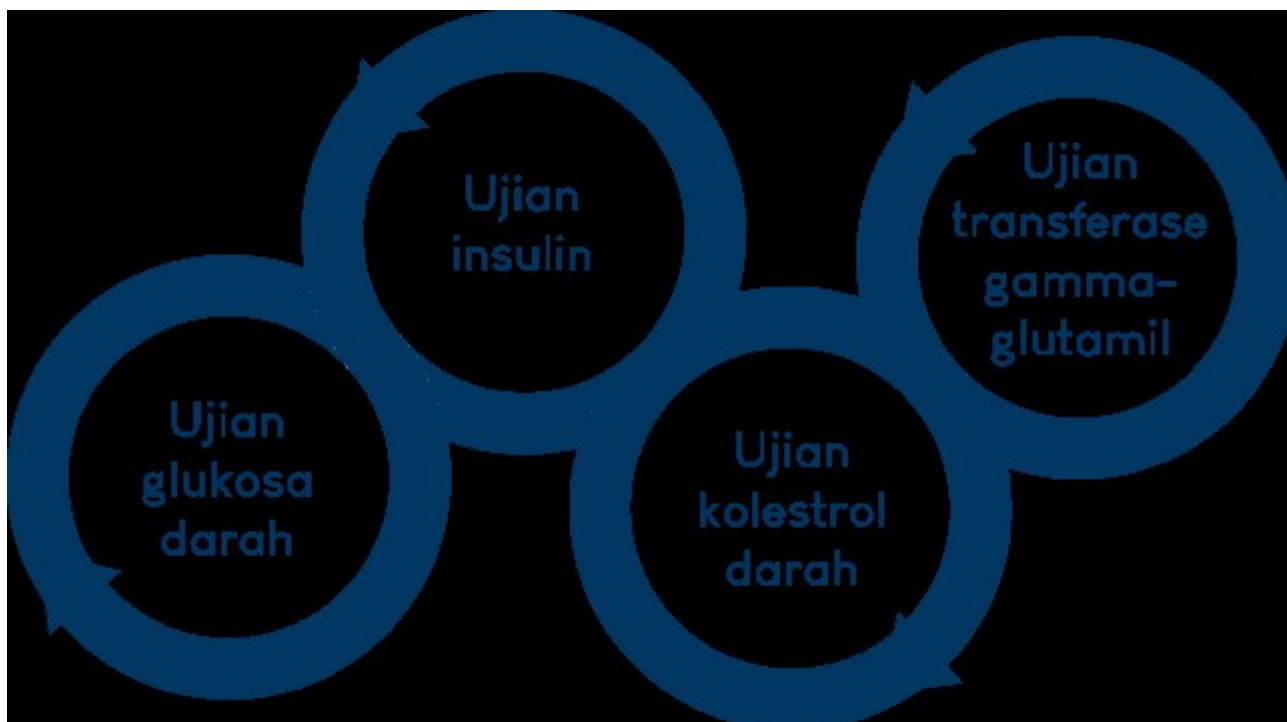 Ujian
glukosa
darah
Ujian
insulin
Ujian
kolestrol
darah
Ujian
transferase
gamma-
glutamil